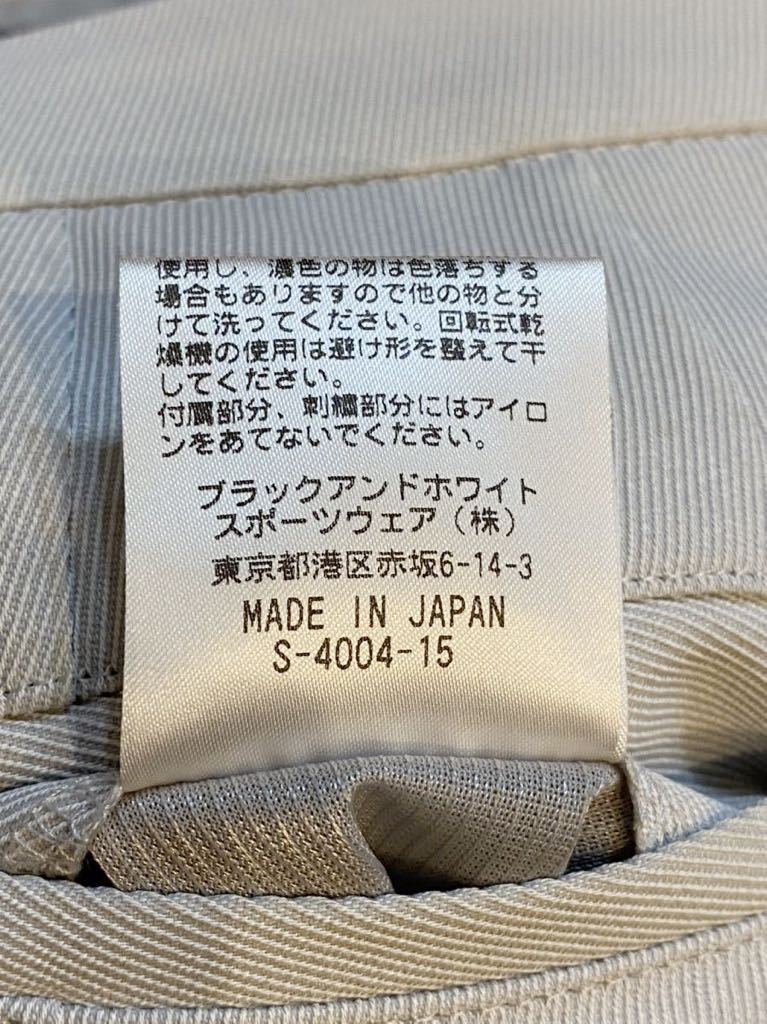 使用し、濃色の物は色落ちする
場合もありますので他の物と分
けて洗ってください。回転式乾
燥機の使用は避け形を整えて干
してください。
付属部分、刺繍部分にはアイロ
ンをあてないでください。
ブラックアンドホワイト
スポーツウェア(株)
東京都港区赤坂6-14-3
MADE IN JAPAN
S-4004-15